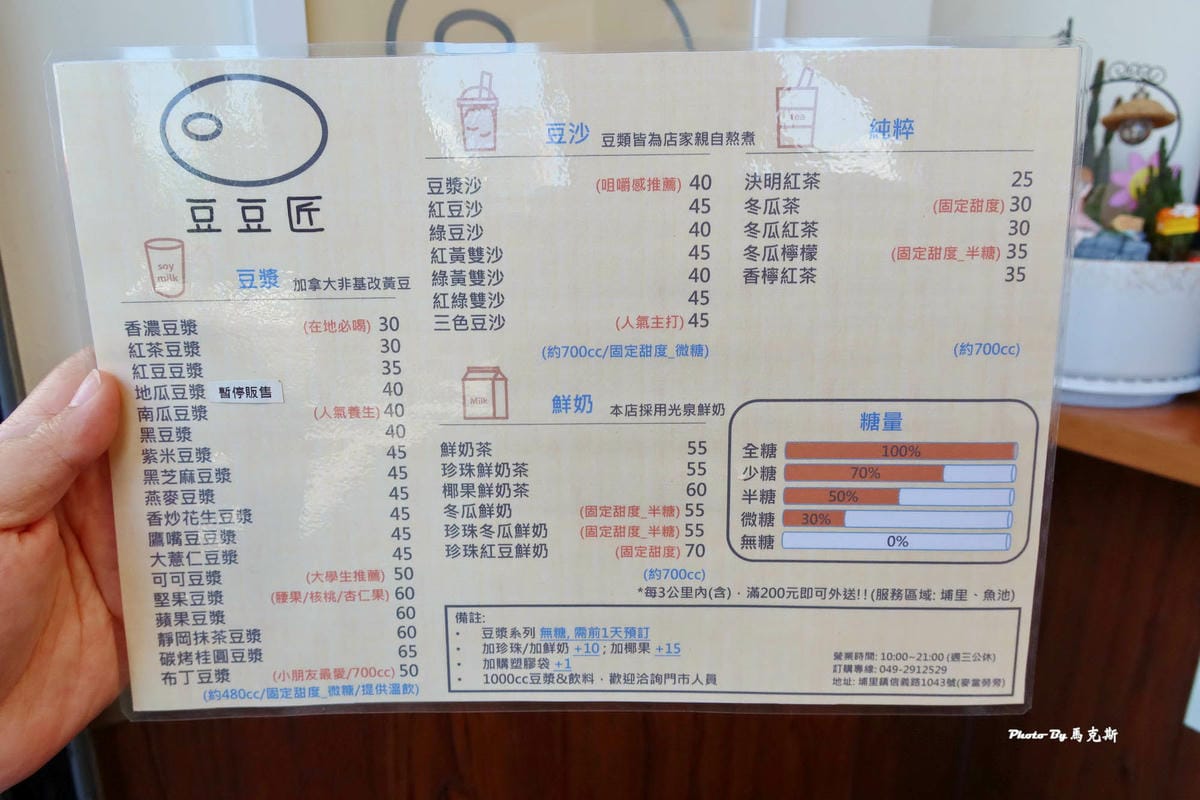 豆豆匠
soy milk
豆漿 加拿大非基改黃豆
香濃豆漿 (在地必喝) 30
紅茶豆漿 30
紅豆豆漿 35
地瓜豆漿 暫停販售 40
南瓜豆漿 (人氣養生) 40
黑豆漿 40
紫米豆漿 45
黑芝麻豆漿 45
燕麥豆漿 45
香炒花生豆漿 45
鷹嘴豆豆漿 45
大薏仁豆漿 45
可可豆漿 (大學生推薦) 50
堅果豆漿 (腰果/核桃/杏仁果) 60
蘋果豆漿 60
靜岡抹茶豆漿 60
碳烤桂圓豆漿 65
布丁豆漿 (小朋友最愛/700cc) 50
(約480cc/固定甜度_微糖/提供溫飲)
豆沙 豆類皆為店家親自熬煮
豆漿沙 (咀嚼感推薦) 40
紅豆沙 45
綠豆沙 40
紅黃雙沙 45
綠黃雙沙 40
紅綠雙沙 45
三色豆沙 (人氣主打) 45
(約700cc/固定甜度_微糖)
Milk
鮮奶 本店採用光泉鮮奶
鮮奶茶 55
珍珠鮮奶茶 55
椰果鮮奶茶 60
冬瓜鮮奶 (固定甜度_半糖) 55
珍珠冬瓜鮮奶 (固定甜度_半糖) 55
珍珠紅豆鮮奶 (固定甜度) 70
(約700cc)
tea
純粹
決明紅茶 25
冬瓜茶 (固定甜度) 30
冬瓜紅茶 30
冬瓜檸檬 (固定甜度_半糖) 35
香檸紅茶 35
(約700cc)
糖量
全糖 100%
少糖 70%
半糖 50%
微糖 30%
無糖 0%
*每3公里內(含)，滿200元即可外送!! (服務區域: 埔里、魚池)
備註:
• 豆漿系列 無糖, 需前1天預訂
• 加珍珠/加鮮奶 +10 ; 加椰果 +15
• 加購塑膠袋 +1
• 1000cc豆漿&飲料，歡迎洽詢門市人員
營業時間: 10:00~21:00 (週三公休)
訂購專線: 049-2912529
地址: 埔里鎮信義路1043號(麥當勞旁)
Photo By 馬克斯